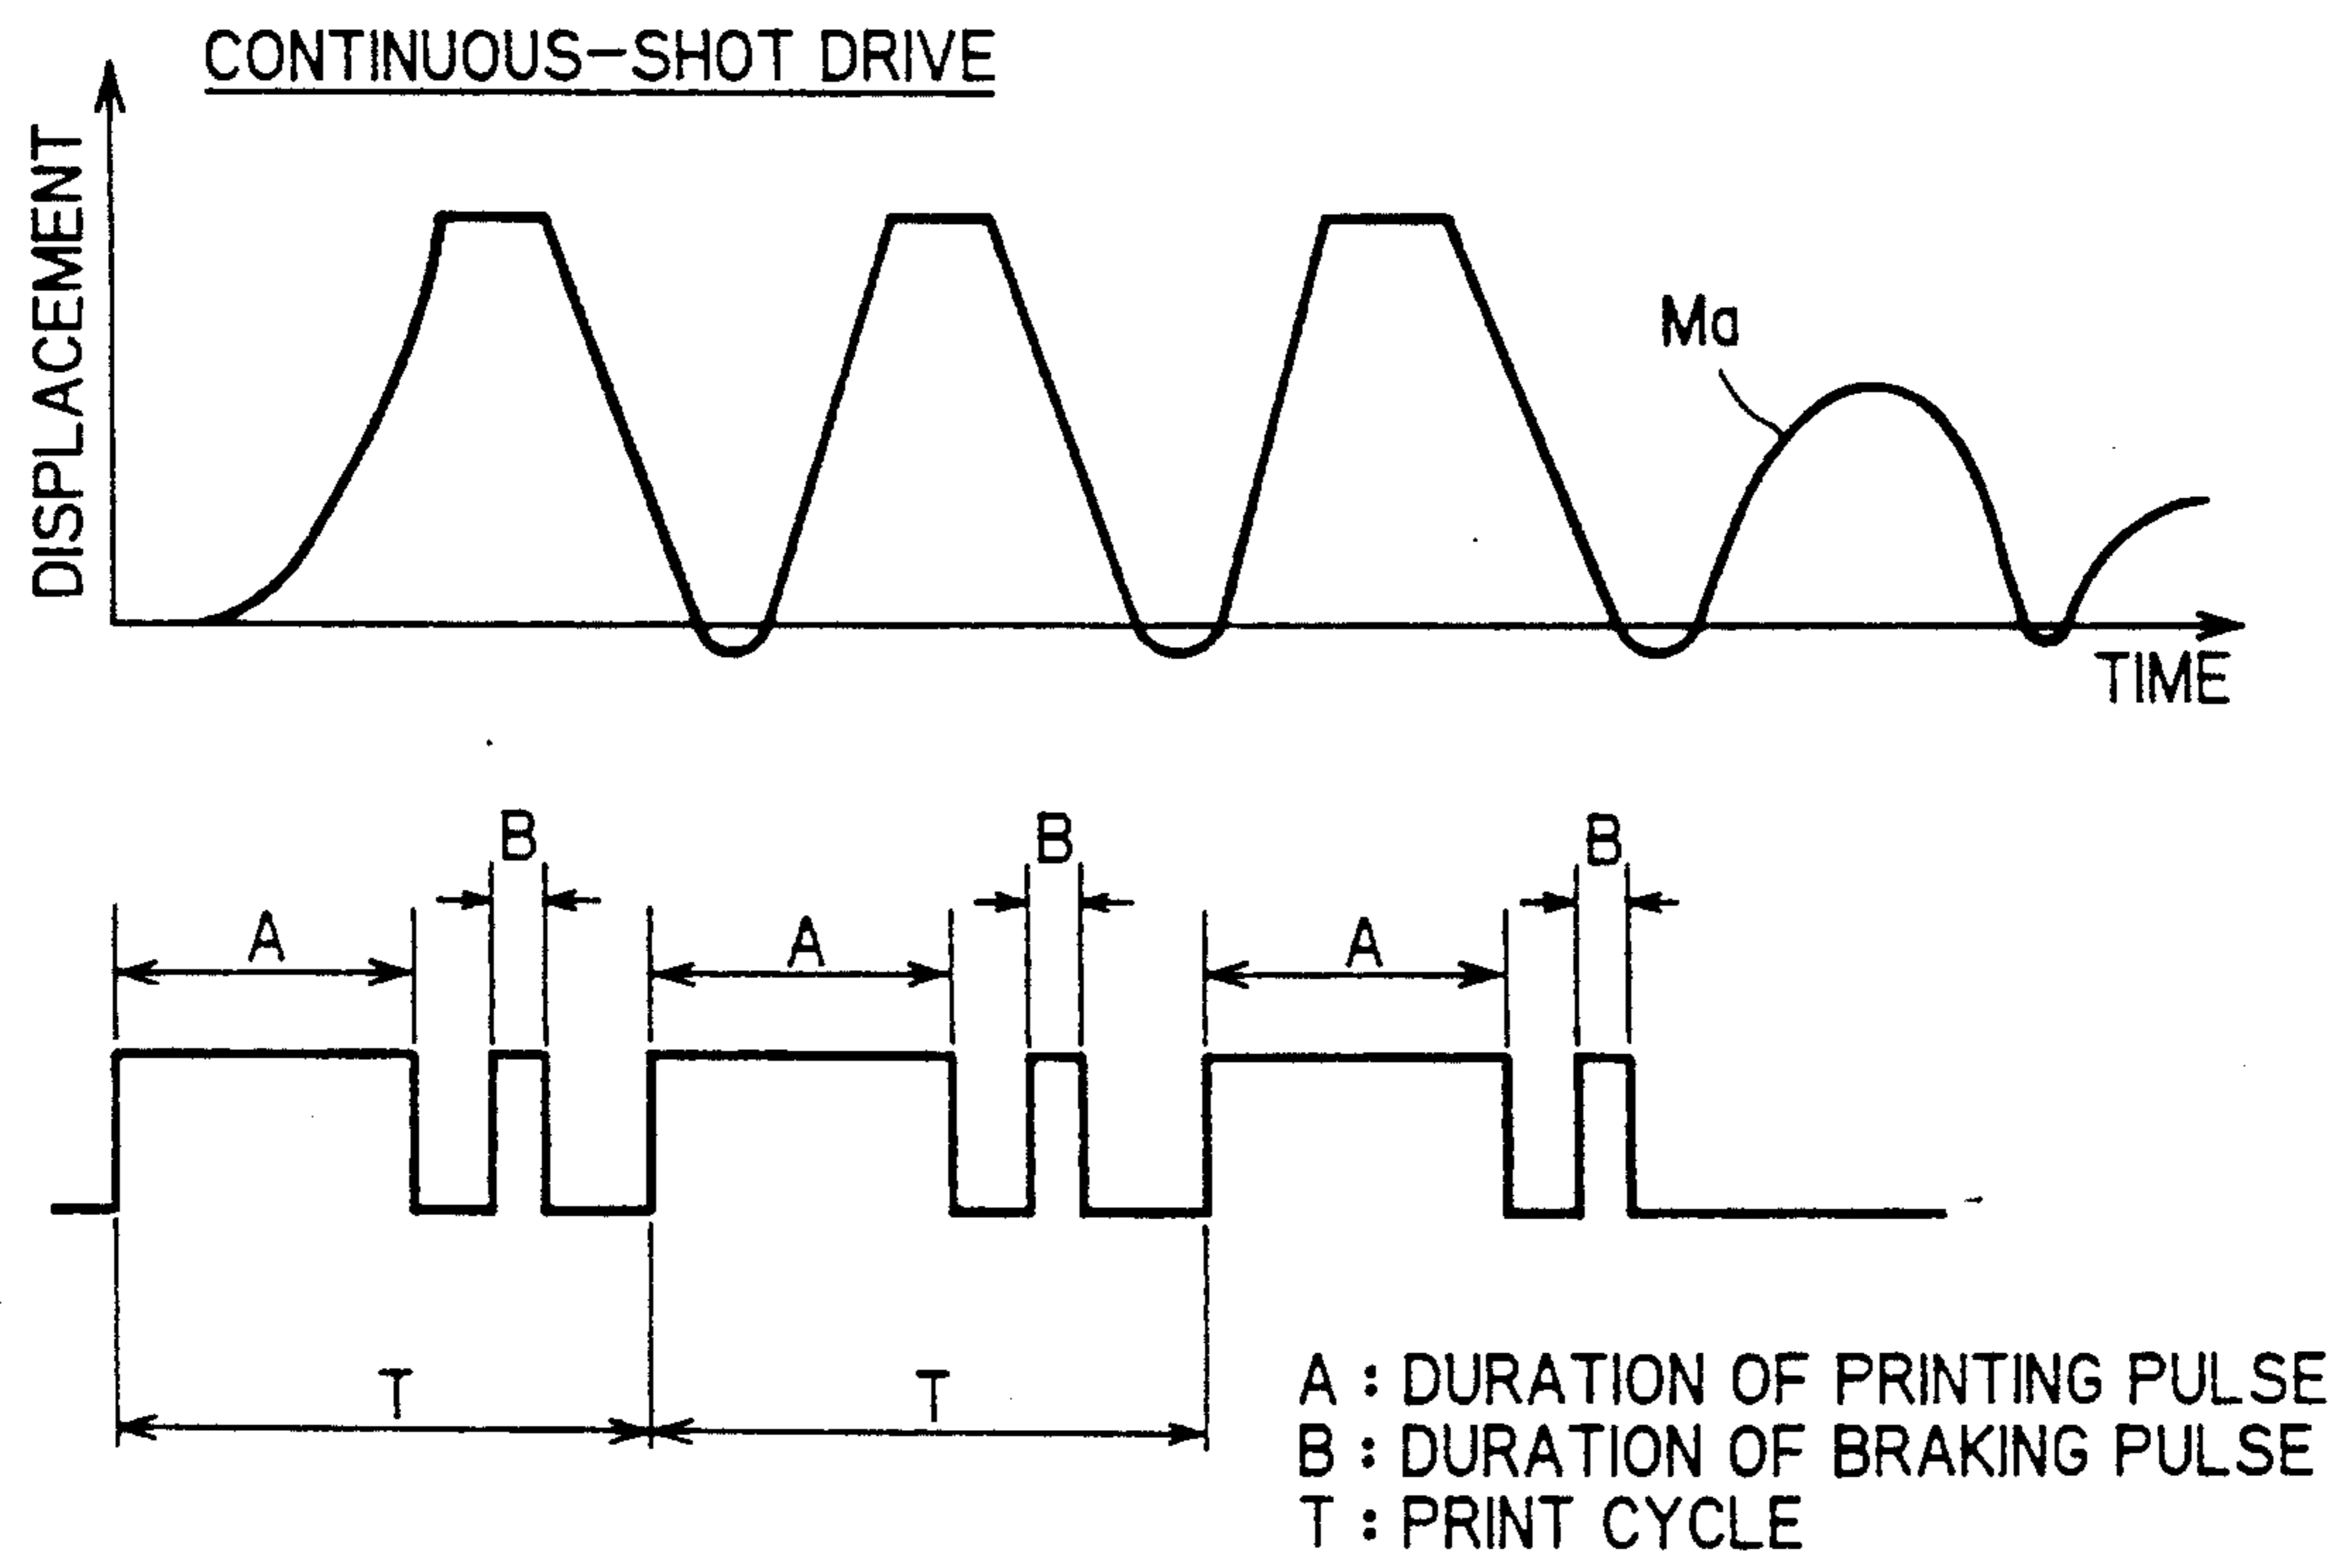 CONTINUOUS-SHOT DRIVE
DISPLACEMENT
Ma
TIME
B
B
B
A
A
A
T
T
A : DURATION OF PRINTING PULSE
B : DURATION OF BRAKING PULSE
T : PRINT CYCLE